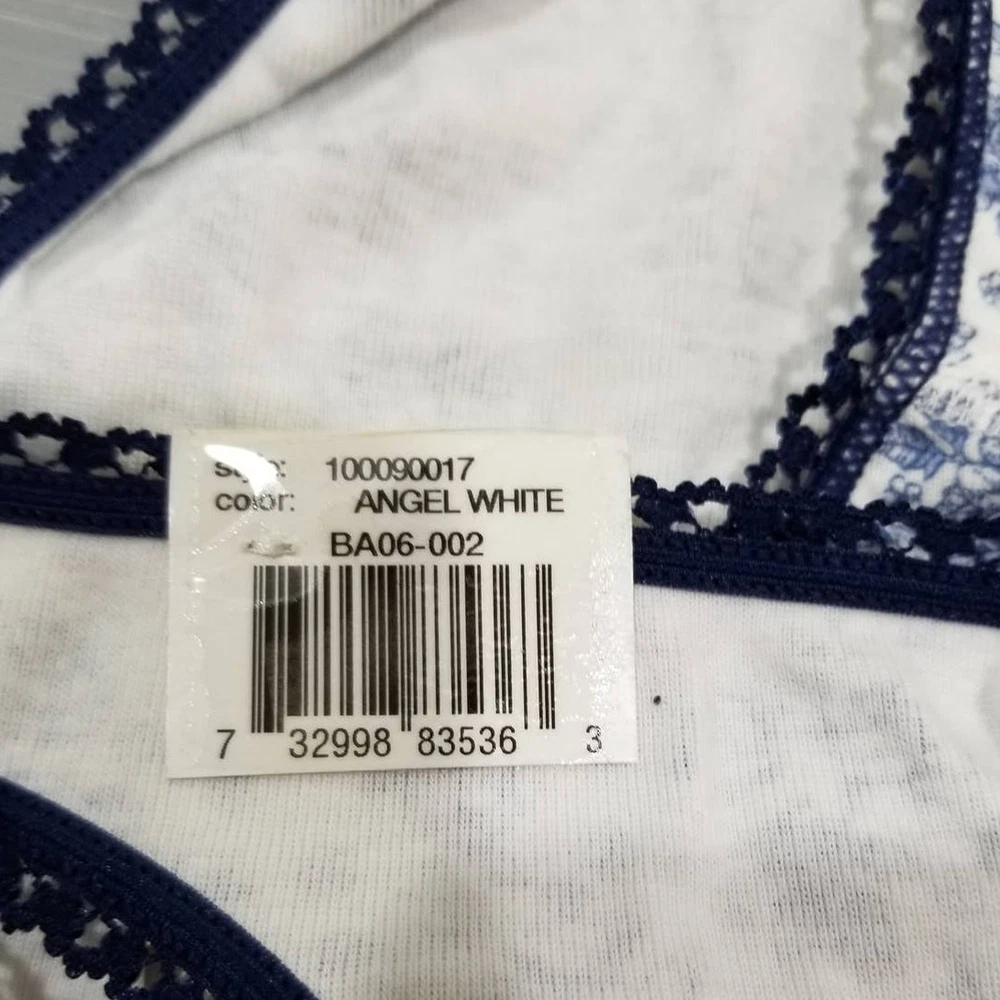 style: 100090017
color: ANGEL WHITE
BA06-002
7 32998 83536 3